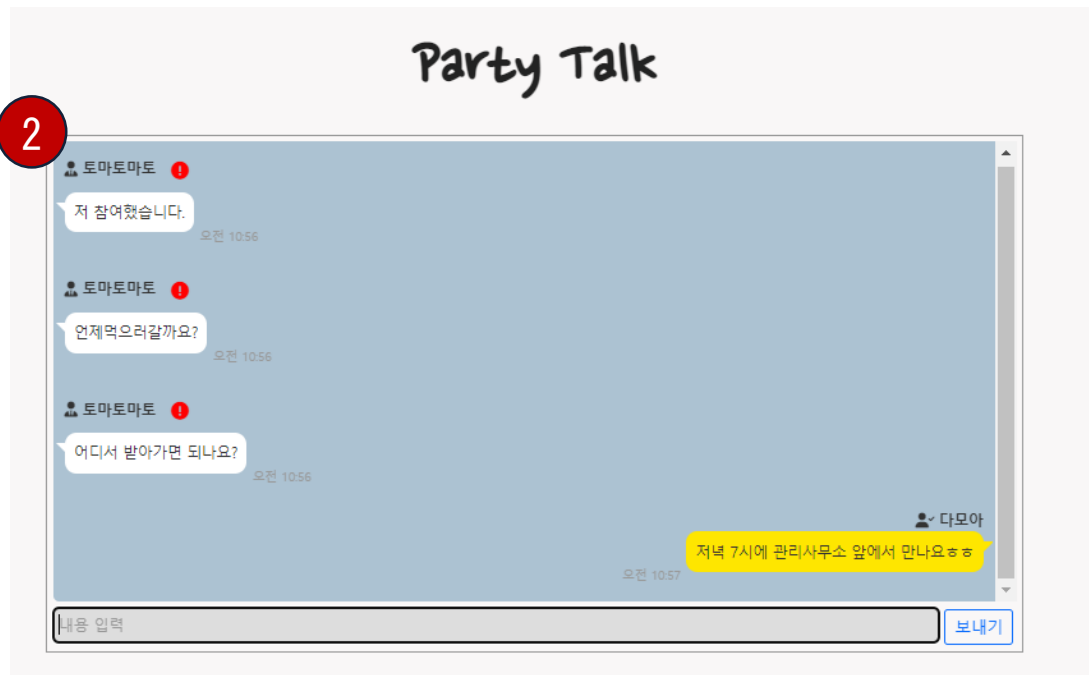 Party Talk
2
토마토마토
저 참여했습니다.
오전 10:56
토마토마토
언제먹으러갈까요?
오전 10:56
토마토마토
어디서 받아가면 되나요?
오전 10:56
다모아
저녁 7시에 관리사무소 앞에서 만나요ㅎㅎ
오전 10:57
내용 입력
보내기